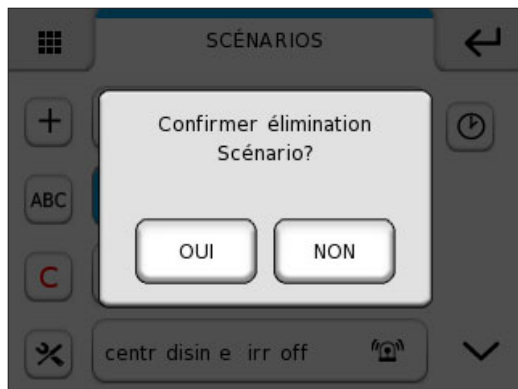 SCÉNARIOS
Confirmer élimination
Scénario?
ABC
OUI NON
C
centr disin e irr off